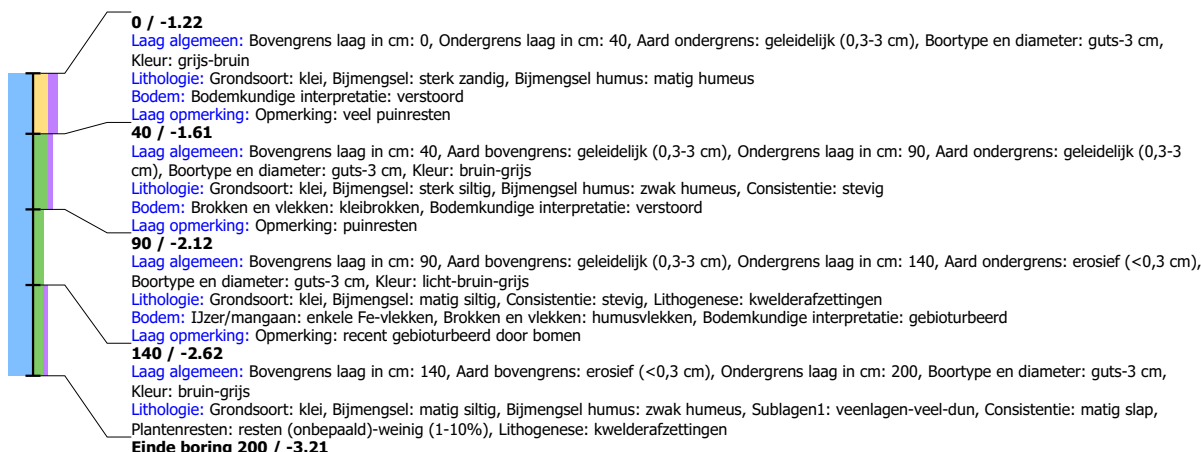 0 / -1.22
Laag algemeen: Bovengrens laag in cm: 0, Ondergrens laag in cm: 40, Aard ondergrens: geleidelijk (0,3-3 cm), Boortype en diameter: guts-3 cm,
Kleur: grijs-bruin
Lithologie: Grondsoort: klei, Bijmengsel: sterk zandig, Bijmengsel humus: matig humeus
Bodem: Bodemkundige interpretatie: verstoord
Laag opmerking: Opmerking: veel puinresten
40 / -1.61
Laag algemeen: Bovengrens laag in cm: 40, Aard bovengrens: geleidelijk (0,3-3 cm), Ondergrens laag in cm: 90, Aard ondergrens: geleidelijk (0,3-3
cm), Boortype en diameter: guts-3 cm, Kleur: bruin-grijs
Lithologie: Grondsoort: klei, Bijmengsel: sterk siltig, Bijmengsel humus: zwak humeus, Consistentie: stevig
Bodem: Brokken en vlekken: kleibrokken, Bodemkundige interpretatie: verstoord
Laag opmerking: Opmerking: puinresten
90 / -2.12
Laag algemeen: Bovengrens laag in cm: 90, Aard bovengrens: geleidelijk (0,3-3 cm), Ondergrens laag in cm: 140, Aard ondergrens: erosief (<0,3 cm),
Boortype en diameter: guts-3 cm, Kleur: licht-bruin-grijs
Lithologie: Grondsoort: klei, Bijmengsel: matig siltig, Consistentie: stevig, Lithogenese: kwelderafzettingen
Bodem: IJzer/mangaan: enkele Fe-vlekken, Brokken en vlekken: humusvlekken, Bodemkundige interpretatie: gebioturbeerd
Laag opmerking: Opmerking: recent gebioturbeerd door bomen
140 / -2.62
Laag algemeen: Bovengrens laag in cm: 140, Aard bovengrens: erosief (<0,3 cm), Ondergrens laag in cm: 200, Boortype en diameter: guts-3 cm,
Kleur: bruin-grijs
Lithologie: Grondsoort: klei, Bijmengsel: matig siltig, Bijmengsel humus: zwak humeus, Sublagen1: veenlagen-veel-dun, Consistentie: matig slap,
Plantenresten: resten (onbepaald)-weinig (1-10%), Lithogenese: kwelderafzettingen
Einde boring 200 / -3.21